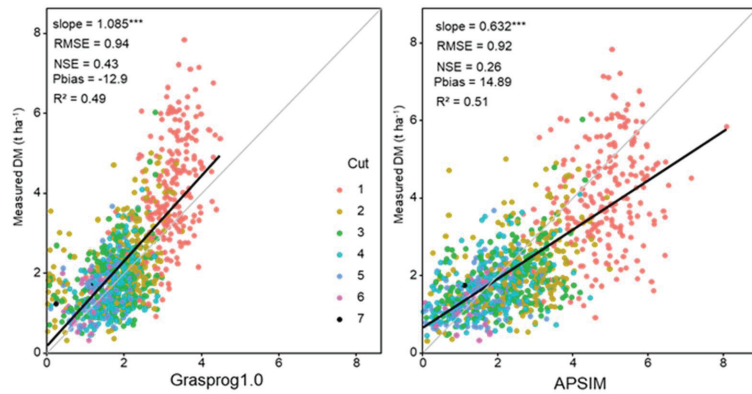 slope = 1.085***
RMSE = 0.94
NSE = 0.43
Pbias = -12.9
R² = 0.49
Measured DM (t ha⁻¹)
8
6
4
2
0
0 2 4 6 8
Grasprog1.0
Cut
1
2
3
4
5
6
7
slope = 0.632***
RMSE = 0.92
NSE = 0.26
Pbias = 14.89
R² = 0.51
Measured DM (t ha⁻¹)
8
6
4
2
0
0 2 4 6 8
APSIM